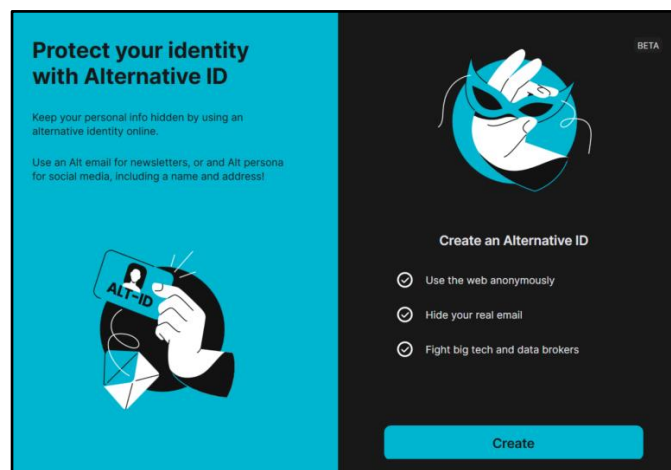 Protect your identity
with Alternative ID
Keep your personal info hidden by using an
alternative identity online.
Use an Alt email for newsletters, or and Alt persona
for social media, including a name and address!
ALT-ID
BETA
Create an Alternative ID
Use the web anonymously
Hide your real email
Fight big tech and data brokers
Create